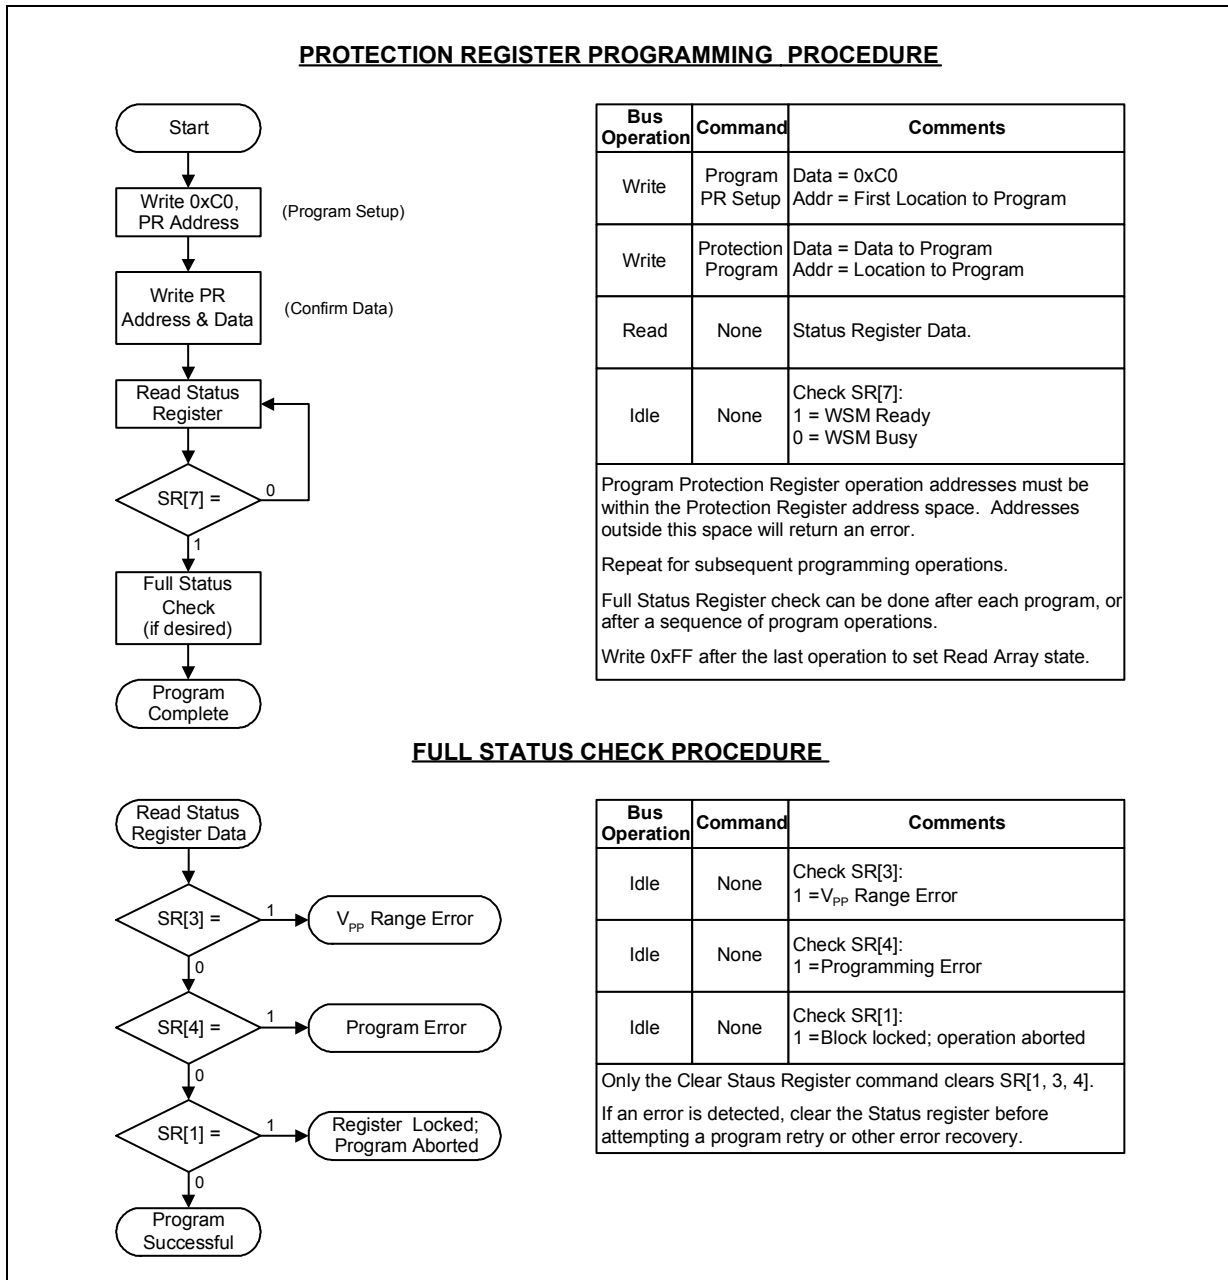 PROTECTION REGISTER PROGRAMMING PROCEDURE
Start
Write 0xC0,
PR Address
(Program Setup)
Write PR
Address & Data
(Confirm Data)
Read Status
Register
SR[7] =
0
1
Full Status
Check
(if desired)
Program
Complete
Bus
Operation
Command
Comments
Write
Program
PR Setup
Data = 0xC0
Addr = First Location to Program
Write
Protection
Program
Data = Data to Program
Addr = Location to Program
Read
None
Status Register Data.
Idle
None
Check SR[7]:
1 = WSM Ready
0 = WSM Busy
Program Protection Register operation addresses must be
within the Protection Register address space. Addresses
outside this space will return an error.
Repeat for subsequent programming operations.
Full Status Register check can be done after each program, or
after a sequence of program operations.
Write 0xFF after the last operation to set Read Array state.
FULL STATUS CHECK PROCEDURE
Read Status
Register Data
SR[3] =
1
VPP Range Error
0
SR[4] =
1
Program Error
0
SR[1] =
1
Register Locked;
Program Aborted
0
Program
Successful
Bus
Operation
Command
Comments
Idle
None
Check SR[3]:
1 =VPP Range Error
Idle
None
Check SR[4]:
1 =Programming Error
Idle
None
Check SR[1]:
1 =Block locked; operation aborted
Only the Clear Staus Register command clears SR[1, 3, 4].
If an error is detected, clear the Status register before
attempting a program retry or other error recovery.